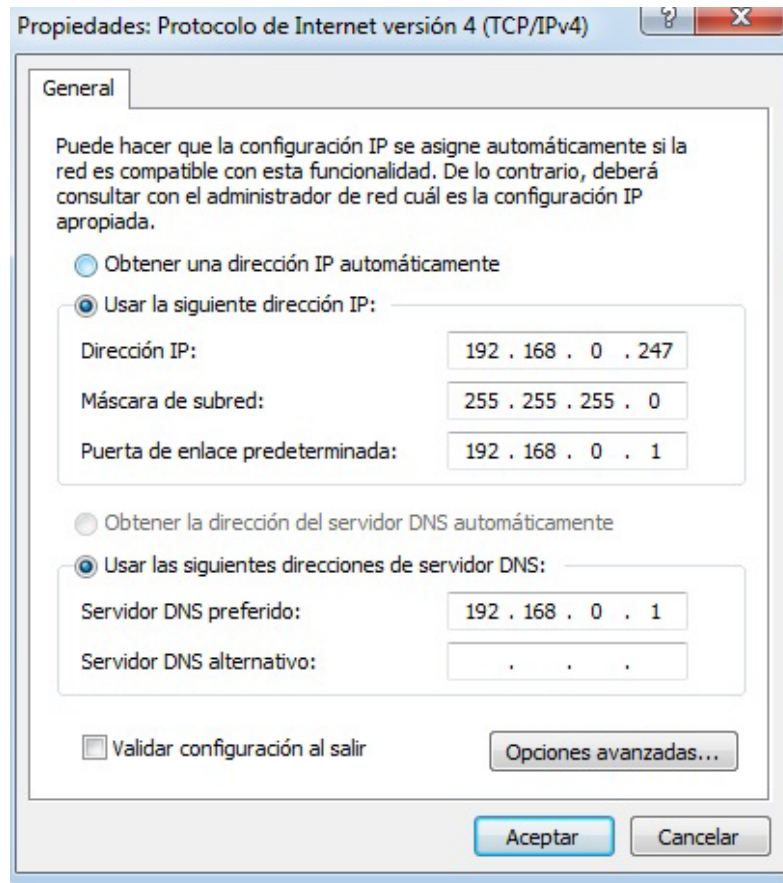 Propiedades: Protocolo de Internet versión 4 (TCP/IPv4)
General
Puede hacer que la configuración IP se asigne automáticamente si la
red es compatible con esta funcionalidad. De lo contrario, deberá
consultar con el administrador de red cuál es la configuración IP
apropiada.
Obtener una dirección IP automáticamente
Usar la siguiente dirección IP:
Dirección IP: 192 . 168 . 0 . 247
Máscara de subred: 255 . 255 . 255 . 0
Puerta de enlace predeterminada: 192 . 168 . 0 . 1
Obtener la dirección del servidor DNS automáticamente
Usar las siguientes direcciones de servidor DNS:
Servidor DNS preferido: 192 . 168 . 0 . 1
Servidor DNS alternativo: . . .
Validar configuración al salir Opciones avanzadas...
Aceptar Cancelar